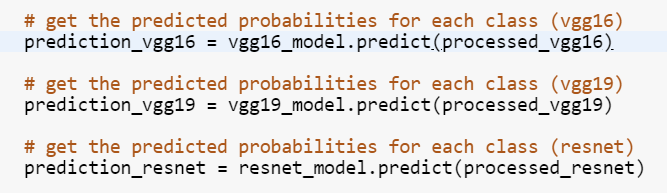 # get the predicted probabilities for each class (vgg16)
prediction_vgg16 = vgg16_model.predict(processed_vgg16)
# get the predicted probabilities for each class (vgg19)
prediction_vgg19 = vgg19_model.predict(processed_vgg19)
# get the predicted probabilities for each class (resnet)
prediction_resnet = resnet_model.predict(processed_resnet)